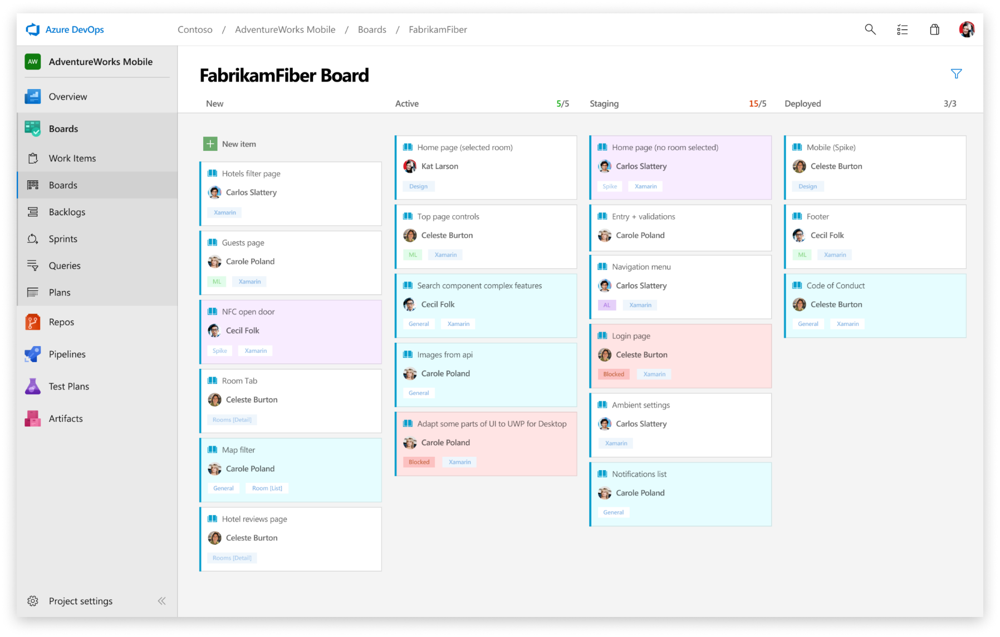 Azure DevOps
Contoso / AdventureWorks Mobile / Boards / FabrikamFiber
AW AdventureWorks Mobile
Overview
Boards
Work Items
Boards
Backlogs
Sprints
Queries
Plans
Repos
Pipelines
Test Plans
Artifacts
Project settings
FabrikamFiber Board
New
New item
Hotels filter page
Carlos Slattery
Xamarin
Guests page
Carole Poland
ML Xamarin
NFC open door
Cecil Folk
Spike Xamarin
Room Tab
Celeste Burton
Rooms [Detail]
Map filter
Carole Poland
General Room [List]
Hotel reviews page
Celeste Burton
Rooms [Detail]
Active 5/5
Home page (selected room)
Kat Larson
Design
Top page controls
Celeste Burton
ML Xamarin
Search component complex features
Cecil Folk
General Xamarin
Images from api
Carole Poland
General
Adapt some parts of UI to UWP for Desktop
Carole Poland
Blocked Xamarin
Staging 15/5
Home page (no room selected)
Carlos Slattery
Spike Xamarin
Entry + validations
Carole Poland
Navigation menu
Carlos Slattery
AL Xamarin
Login page
Celeste Burton
Blocked Xamarin
Ambient settings
Carlos Slattery
Xamarin
Notifications list
Carole Poland
General
Deployed 3/3
Mobile (Spike)
Celeste Burton
Design
Footer
Cecil Folk
ML Xamarin
Code of Conduct
Celeste Burton
General Xamarin